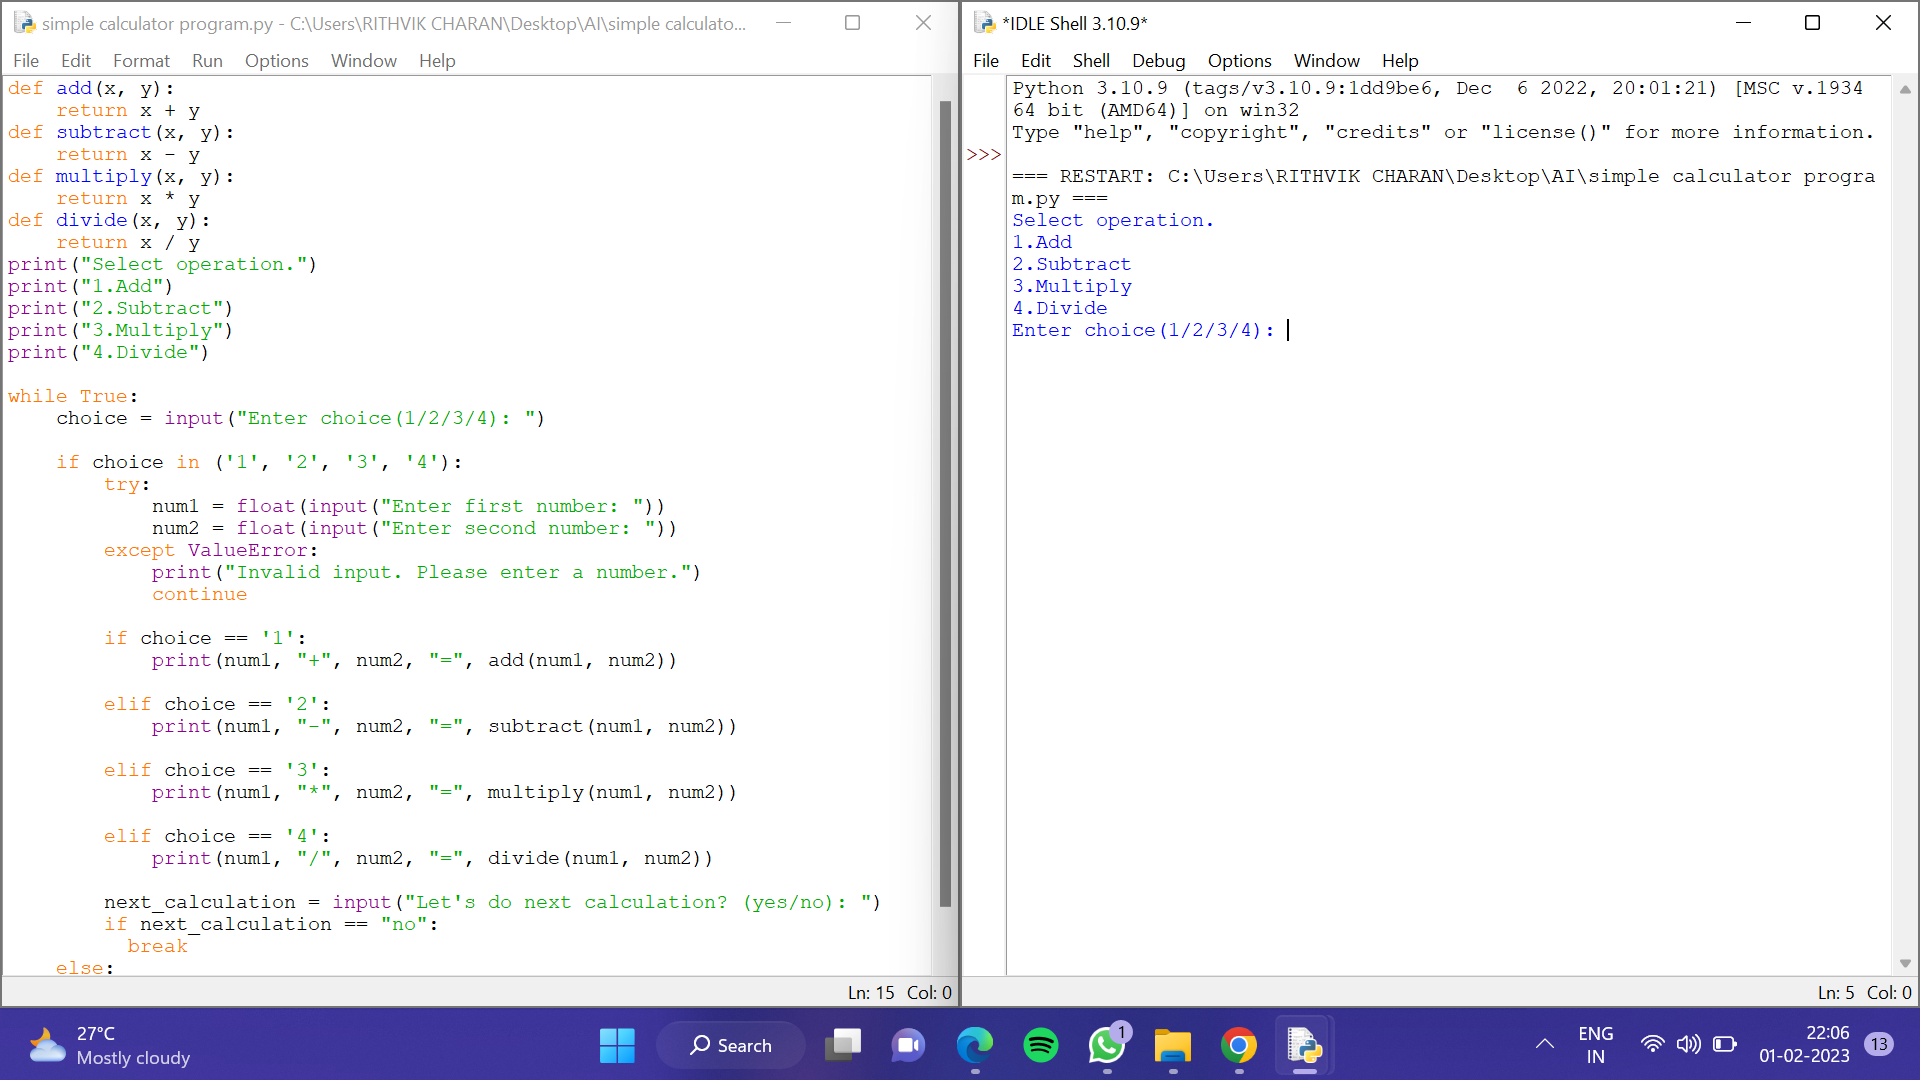 simple calculator program.py - C:\Users\RITHVIK CHARAN\Desktop\AI\simple calculato...
File Edit Format Run Options Window Help
def add(x, y):
    return x + y
def subtract(x, y):
    return x - y
def multiply(x, y):
    return x * y
def divide(x, y):
    return x / y
print("Select operation.")
print("1.Add")
print("2.Subtract")
print("3.Multiply")
print("4.Divide")
while True:
    choice = input("Enter choice(1/2/3/4): ")
    if choice in ('1', '2', '3', '4'):
        try:
            num1 = float(input("Enter first number: "))
            num2 = float(input("Enter second number: "))
        except ValueError:
            print("Invalid input. Please enter a number.")
            continue
        if choice == '1':
            print(num1, "+", num2, "=", add(num1, num2))
        elif choice == '2':
            print(num1, "-", num2, "=", subtract(num1, num2))
        elif choice == '3':
            print(num1, "*", num2, "=", multiply(num1, num2))
        elif choice == '4':
            print(num1, "/", num2, "=", divide(num1, num2))
        next_calculation = input("Let's do next calculation? (yes/no): ")
        if next_calculation == "no":
          break
    else:
Ln: 15 Col: 0
*IDLE Shell 3.10.9*
File Edit Shell Debug Options Window Help
Python 3.10.9 (tags/v3.10.9:1dd9be6, Dec  6 2022, 20:01:21) [MSC v.1934
64 bit (AMD64)] on win32
Type "help", "copyright", "credits" or "license()" for more information.
>>>
=== RESTART: C:\Users\RITHVIK CHARAN\Desktop\AI\simple calculator progra
m.py ===
Select operation.
1.Add
2.Subtract
3.Multiply
4.Divide
Enter choice(1/2/3/4):
Ln: 5 Col: 0
27°C
Mostly cloudy
Search
1
ENG
IN
22:06
01-02-2023
13